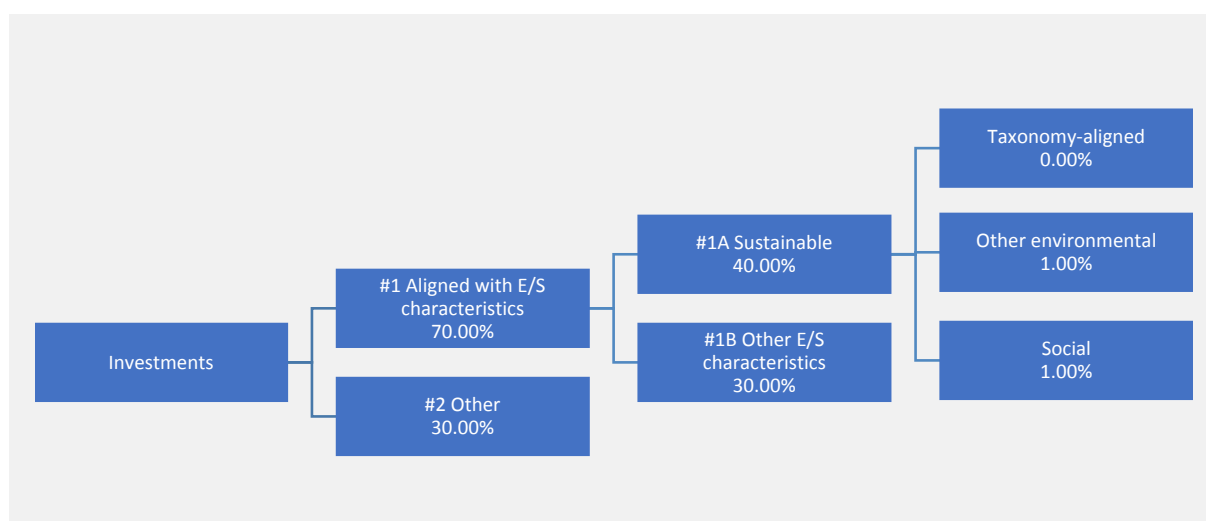 Investments
#1 Aligned with E/S
characteristics
70.00%
#2 Other
30.00%
#1A Sustainable
40.00%
#1B Other E/S
characteristics
30.00%
Taxonomy-aligned
0.00%
Other environmental
1.00%
Social
1.00%